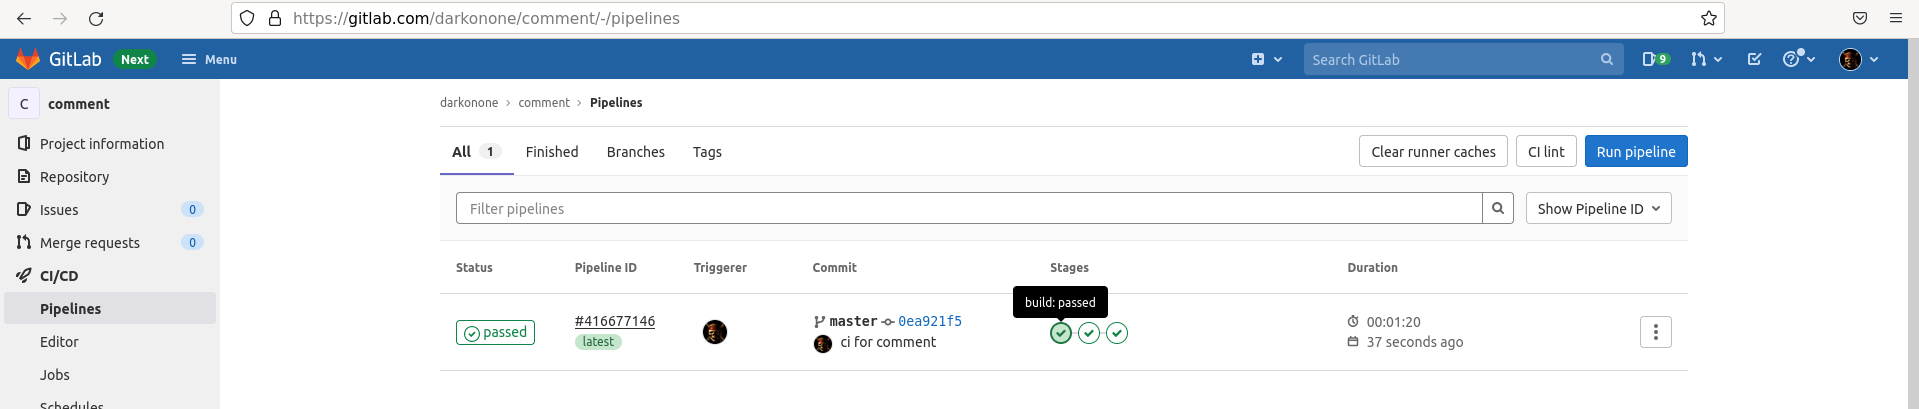 https://gitlab.com/darkonone/comment/-/pipelines
GitLab Next Menu Search GitLab 9
C comment
Project information
Repository
Issues 0
Merge requests 0
CI/CD
Pipelines
Editor
Jobs
Schedules
darkonone › comment › Pipelines
All 1 Finished Branches Tags Clear runner caches CI lint Run pipeline
Filter pipelines Show Pipeline ID
Status Pipeline ID Triggerer Commit Stages Duration
build: passed
passed #416677146 master 0ea921f5 00:01:20
latest ci for comment 37 seconds ago